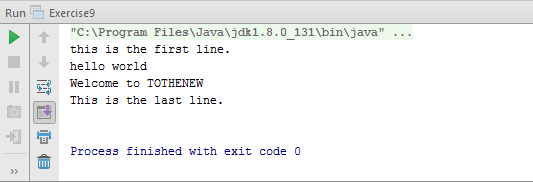 Run Exercise9
"C:\Program Files\Java\jdk1.8.0_131\bin\java" ...
this is the first line.
hello world
Welcome to TOTHENEW
This is the last line.
Process finished with exit code 0